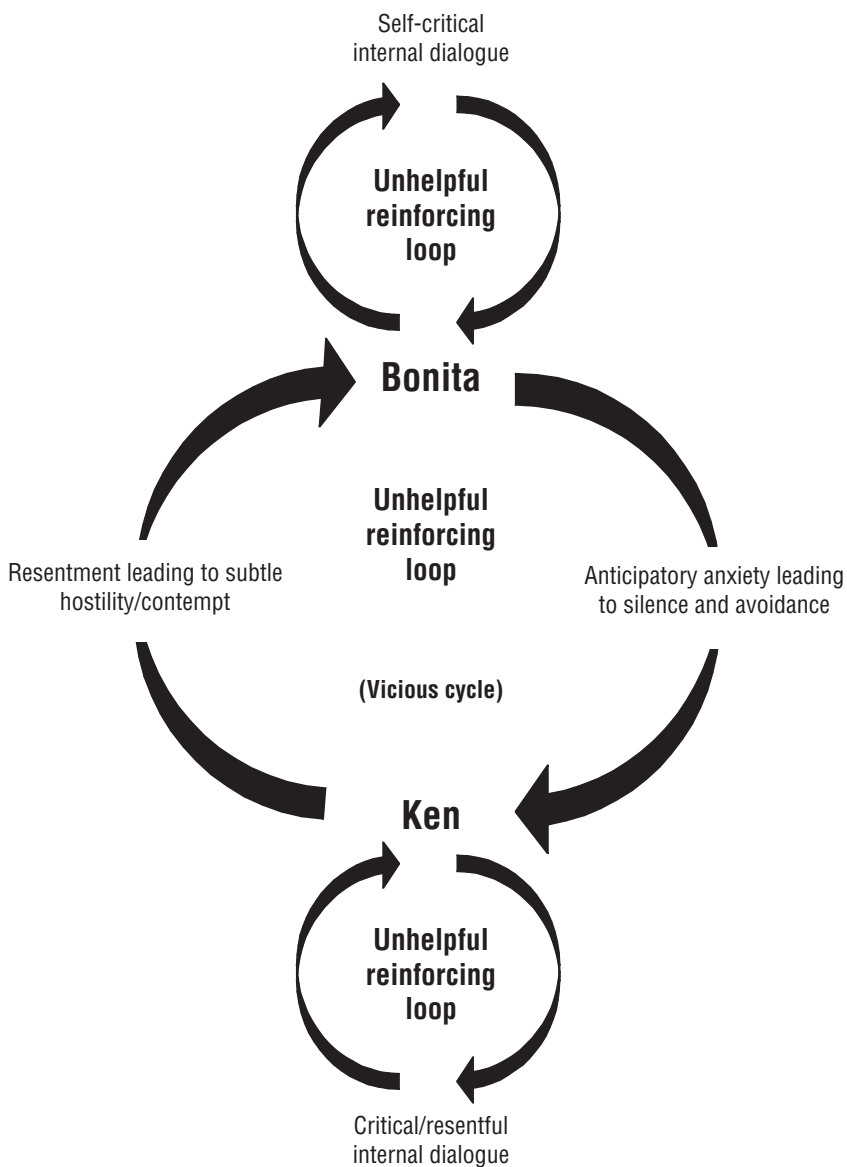 Self-critical
internal dialogue
Unhelpful
reinforcing
loop
Bonita
Unhelpful
reinforcing
loop
Resentment leading to subtle
hostility/contempt
Anticipatory anxiety leading
to silence and avoidance
(Vicious cycle)
Ken
Unhelpful
reinforcing
loop
Critical/resentful
internal dialogue